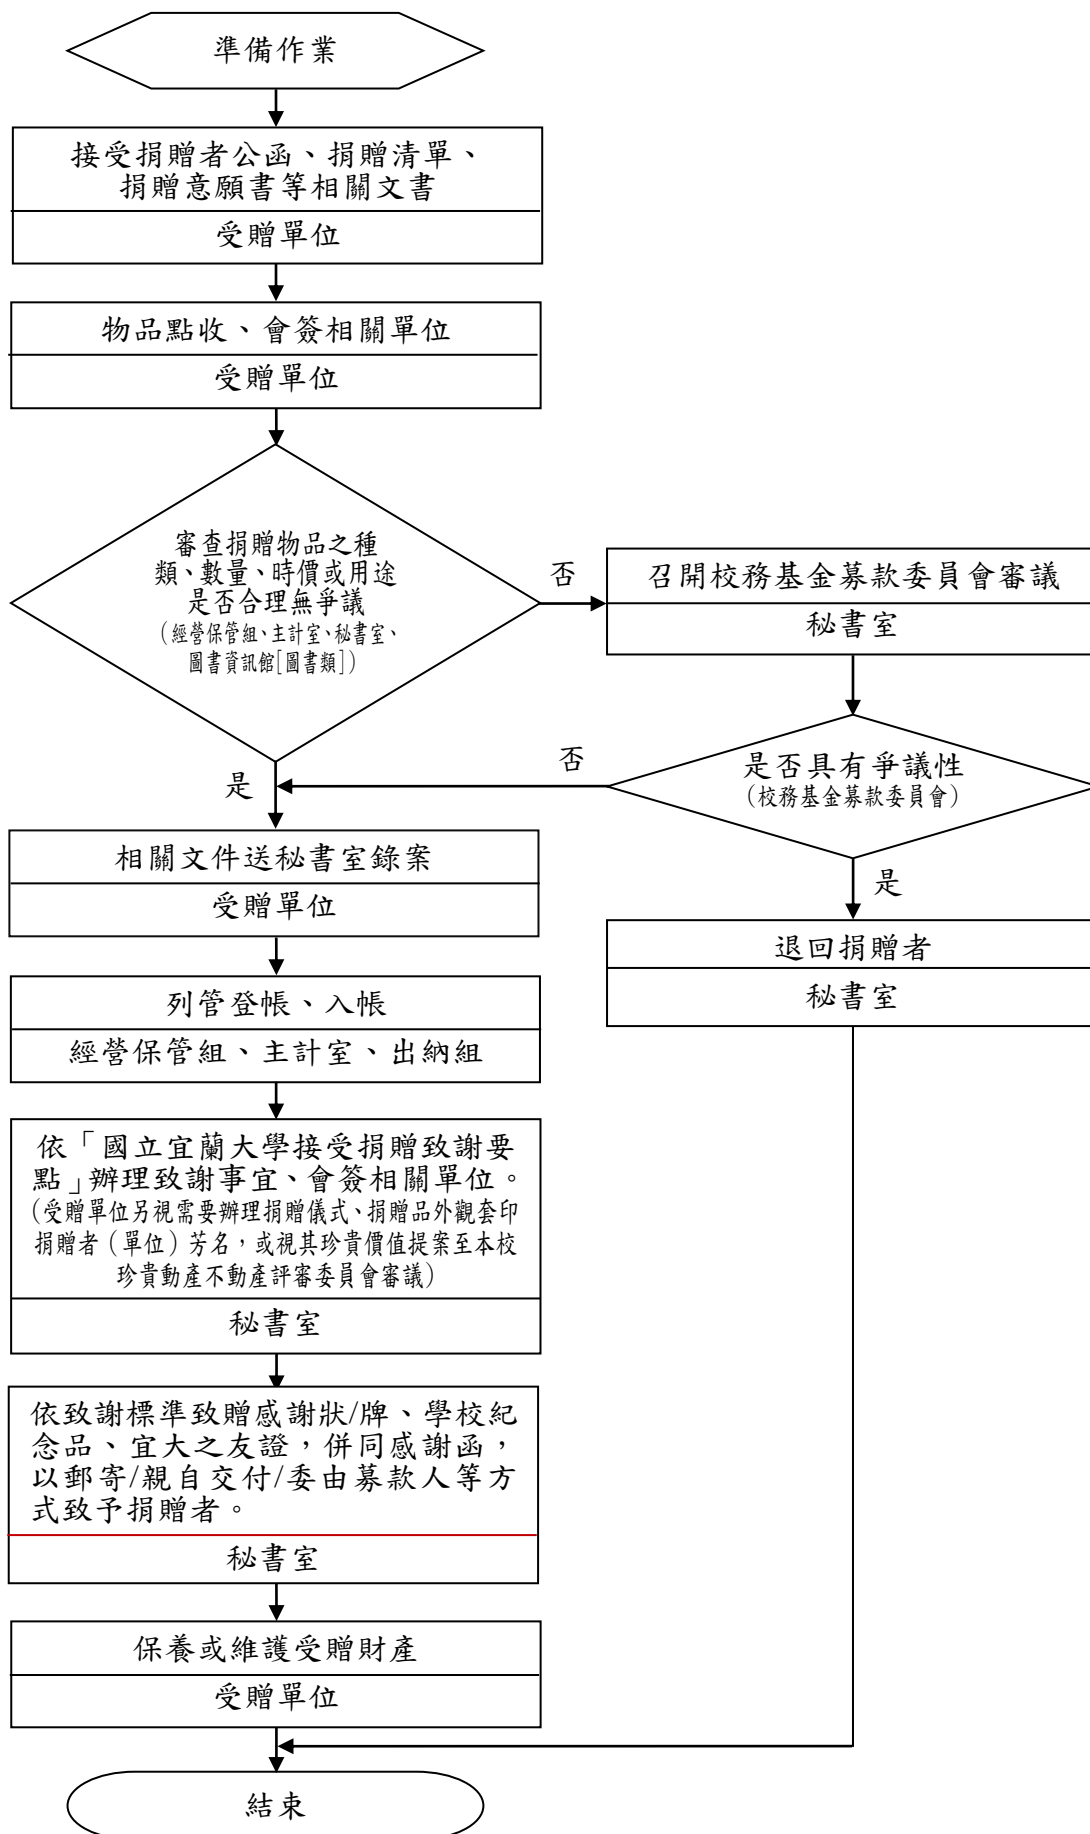 準備作業
接受捐贈者公函、捐贈清單、
捐贈意願書等相關文書
受贈單位
物品點收、會簽相關單位
受贈單位
審查捐贈物品之種
類、數量、時價或用途
是否合理無爭議
(經營保管組、主計室、秘書室、
圖書資訊館[圖書類])
否
召開校務基金募款委員會審議
秘書室
是否具有爭議性
(校務基金募款委員會)
否
是
是
退回捐贈者
秘書室
相關文件送秘書室錄案
受贈單位
列管登帳、入帳
經營保管組、主計室、出納組
依「國立宜蘭大學接受捐贈致謝要
點」辦理致謝事宜、會簽相關單位。
(受贈單位另視需要辦理捐贈儀式、捐贈品外觀套印
捐贈者(單位)芳名,或視其珍貴價值提案至本校
珍貴動產不動產評審委員會審議)
秘書室
依致謝標準致贈感謝狀/牌、學校紀
念品、宜大之友證,併同感謝函,
以郵寄/親自交付/委由募款人等方
式致予捐贈者。
秘書室
保養或維護受贈財產
受贈單位
結束